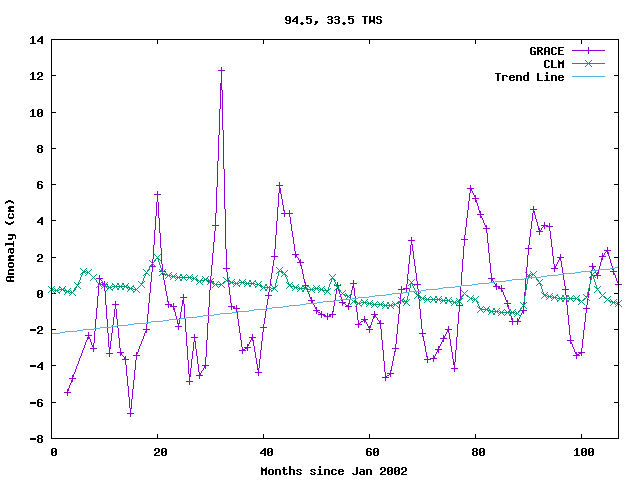 94.5, 33.5 TWS
GRACE
CLM
Trend Line
14
12
10
8
6
4
2
0
-2
-4
-6
-8
Anomaly (cm)
0 20 40 60 80 100
Months since Jan 2002